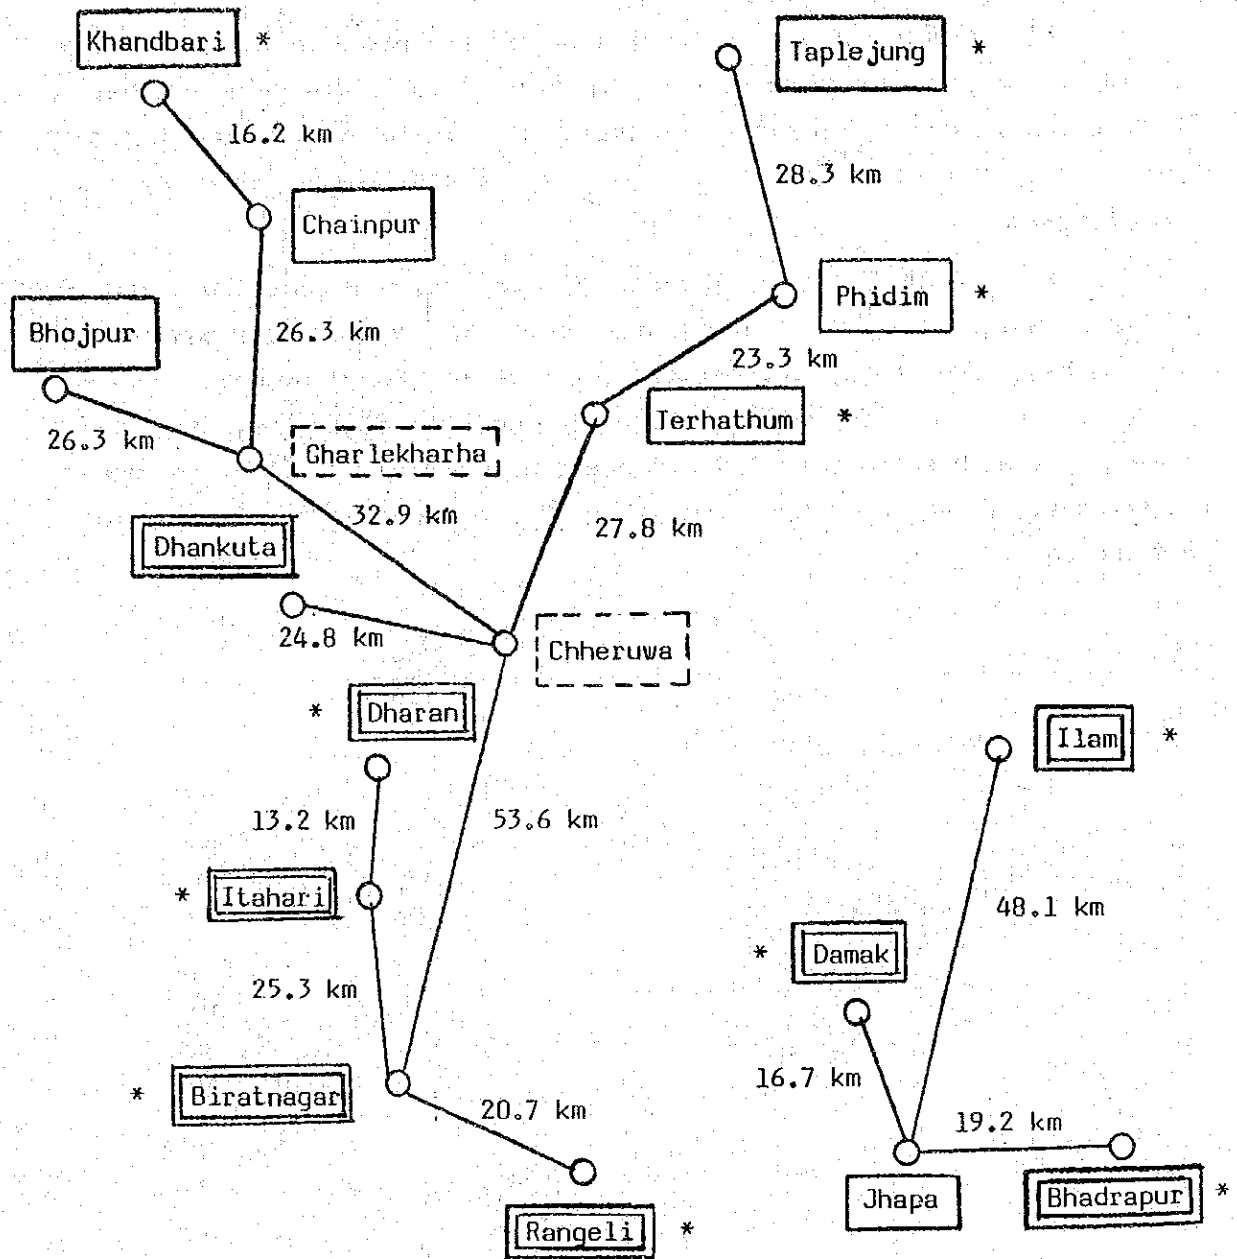 Khandbari *
Taplejung *
16.2 km
28.3 km
Chainpur
Phidim *
Bhojpur
26.3 km
23.3 km
Terhathum *
26.3 km
Gharlekharha
32.9 km
27.8 km
Dhankuta
24.8 km
Chheruwa
* Dharan
Ilam *
13.2 km
53.6 km
* Itahari
48.1 km
* Damak
25.3 km
16.7 km
* Biratnagar
20.7 km
19.2 km
Jhapa
Bhadrapur *
Rangeli *